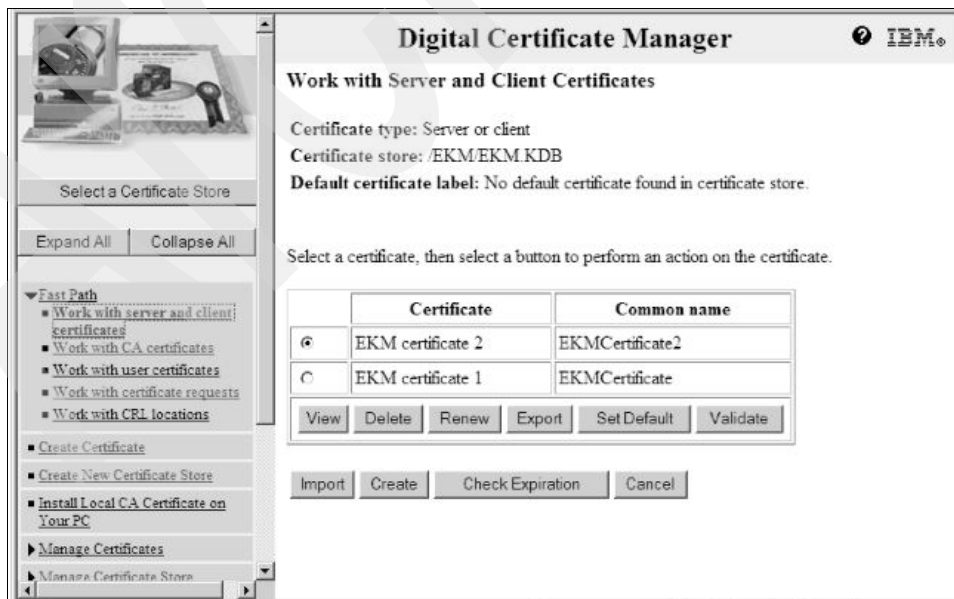 Digital Certificate Manager
IBM®
Select a Certificate Store
Expand All
Collapse All
Fast Path
Work with server and client
certificates
Work with CA certificates
Work with user certificates
Work with certificate requests
Work with CRL locations
Create Certificate
Create New Certificate Store
Install Local CA Certificate on
Your PC
Manage Certificates
Manage Certificate Store
Work with Server and Client Certificates
Certificate type: Server or client
Certificate store: /EKM/EKM.KDB
Default certificate label: No default certificate found in certificate store.
Select a certificate, then select a button to perform an action on the certificate.
Certificate Common name
EKM certificate 2 EKMCertificate2
EKM certificate 1 EKMCertificate
View Delete Renew Export Set Default Validate
Import Create Check Expiration Cancel